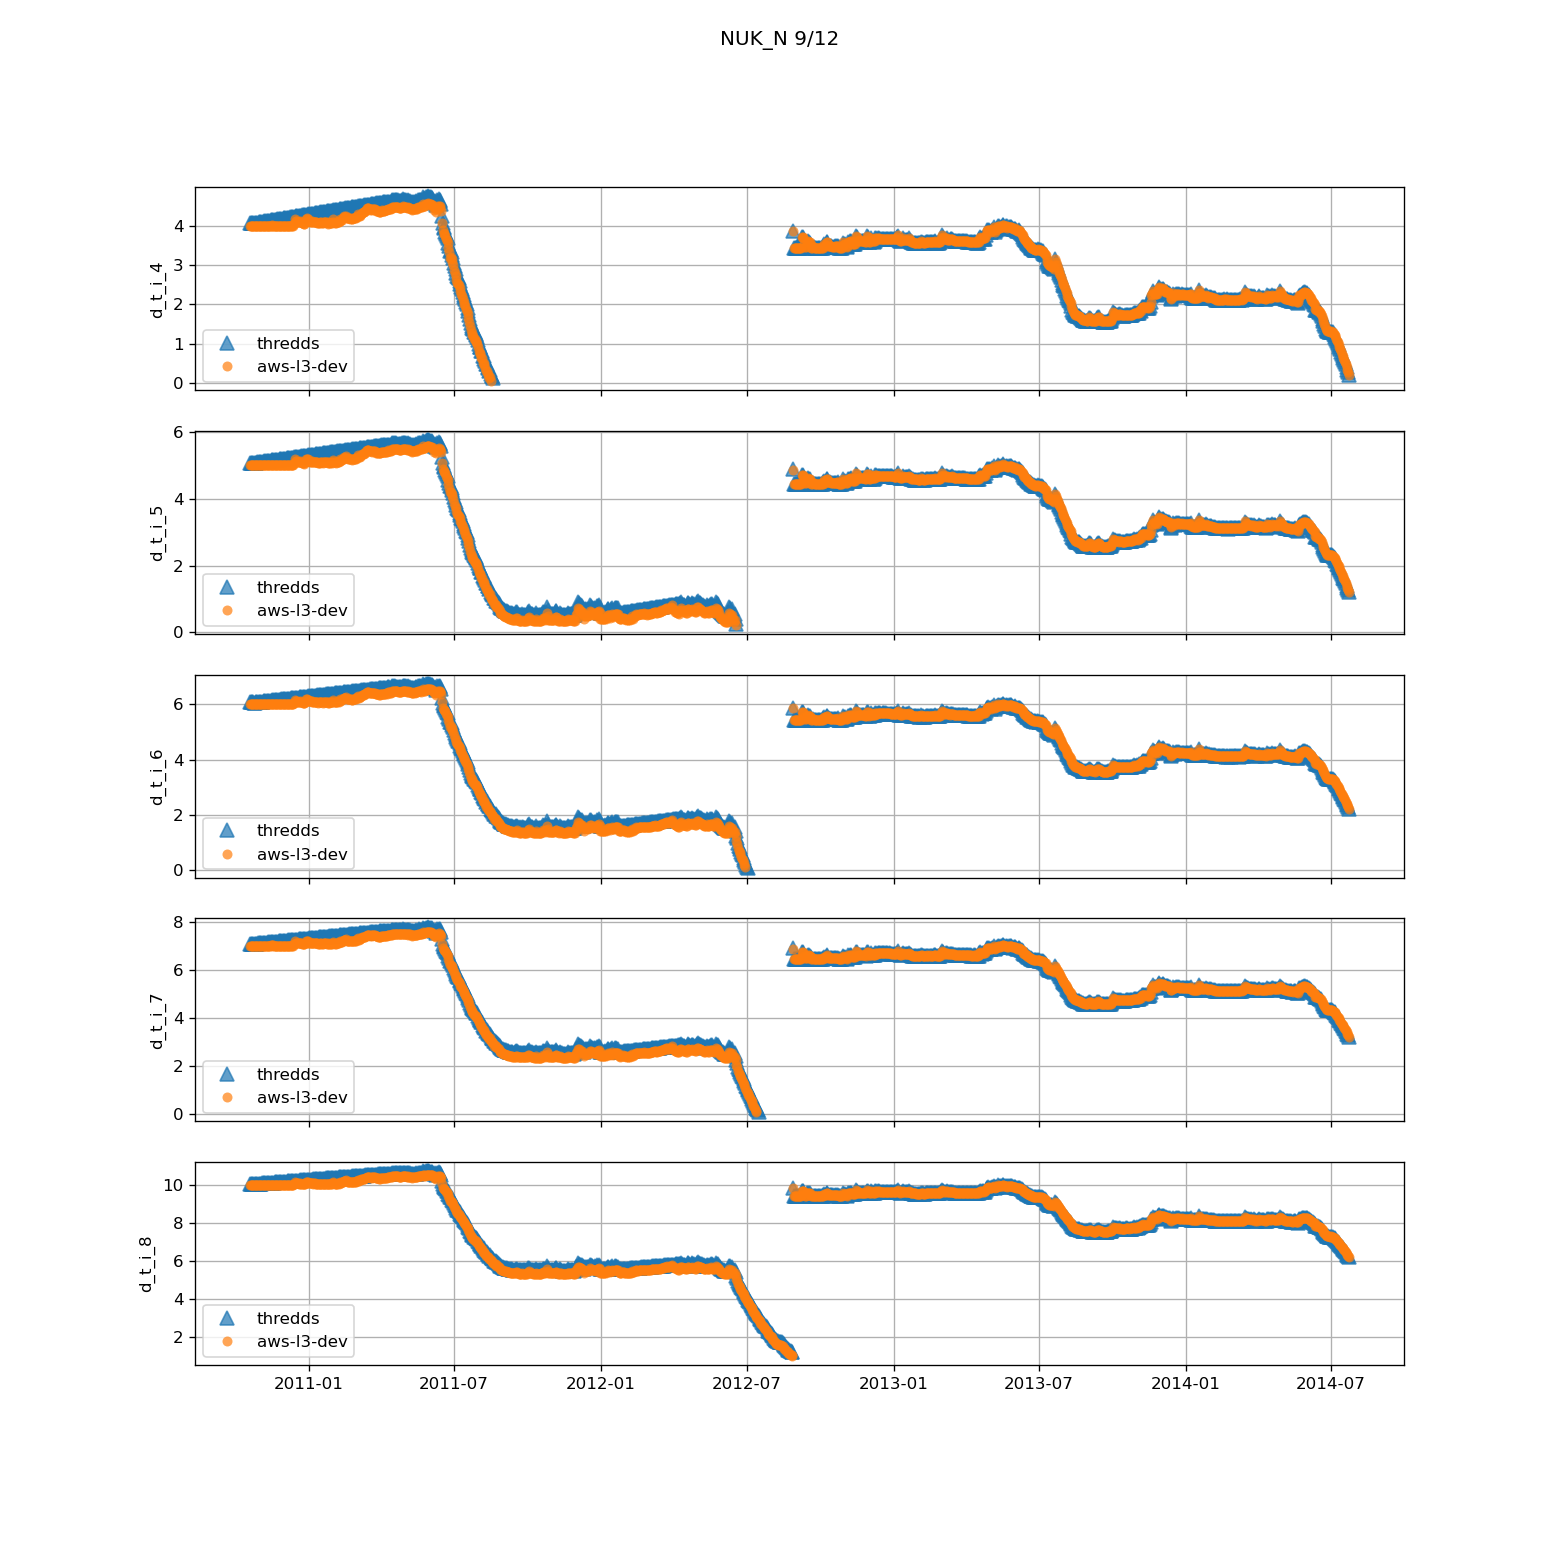 NUK_N 9/12
4
3
2
1
0
d_t_i_4
thredds
aws-l3-dev
6
4
2
0
d_t_i_5
thredds
aws-l3-dev
6
4
2
0
d_t_i_6
thredds
aws-l3-dev
8
6
4
2
0
d_t_i_7
thredds
aws-l3-dev
10
8
6
4
2
d_t_i_8
thredds
aws-l3-dev
2011-01 2011-07 2012-01 2012-07 2013-01 2013-07 2014-01 2014-07